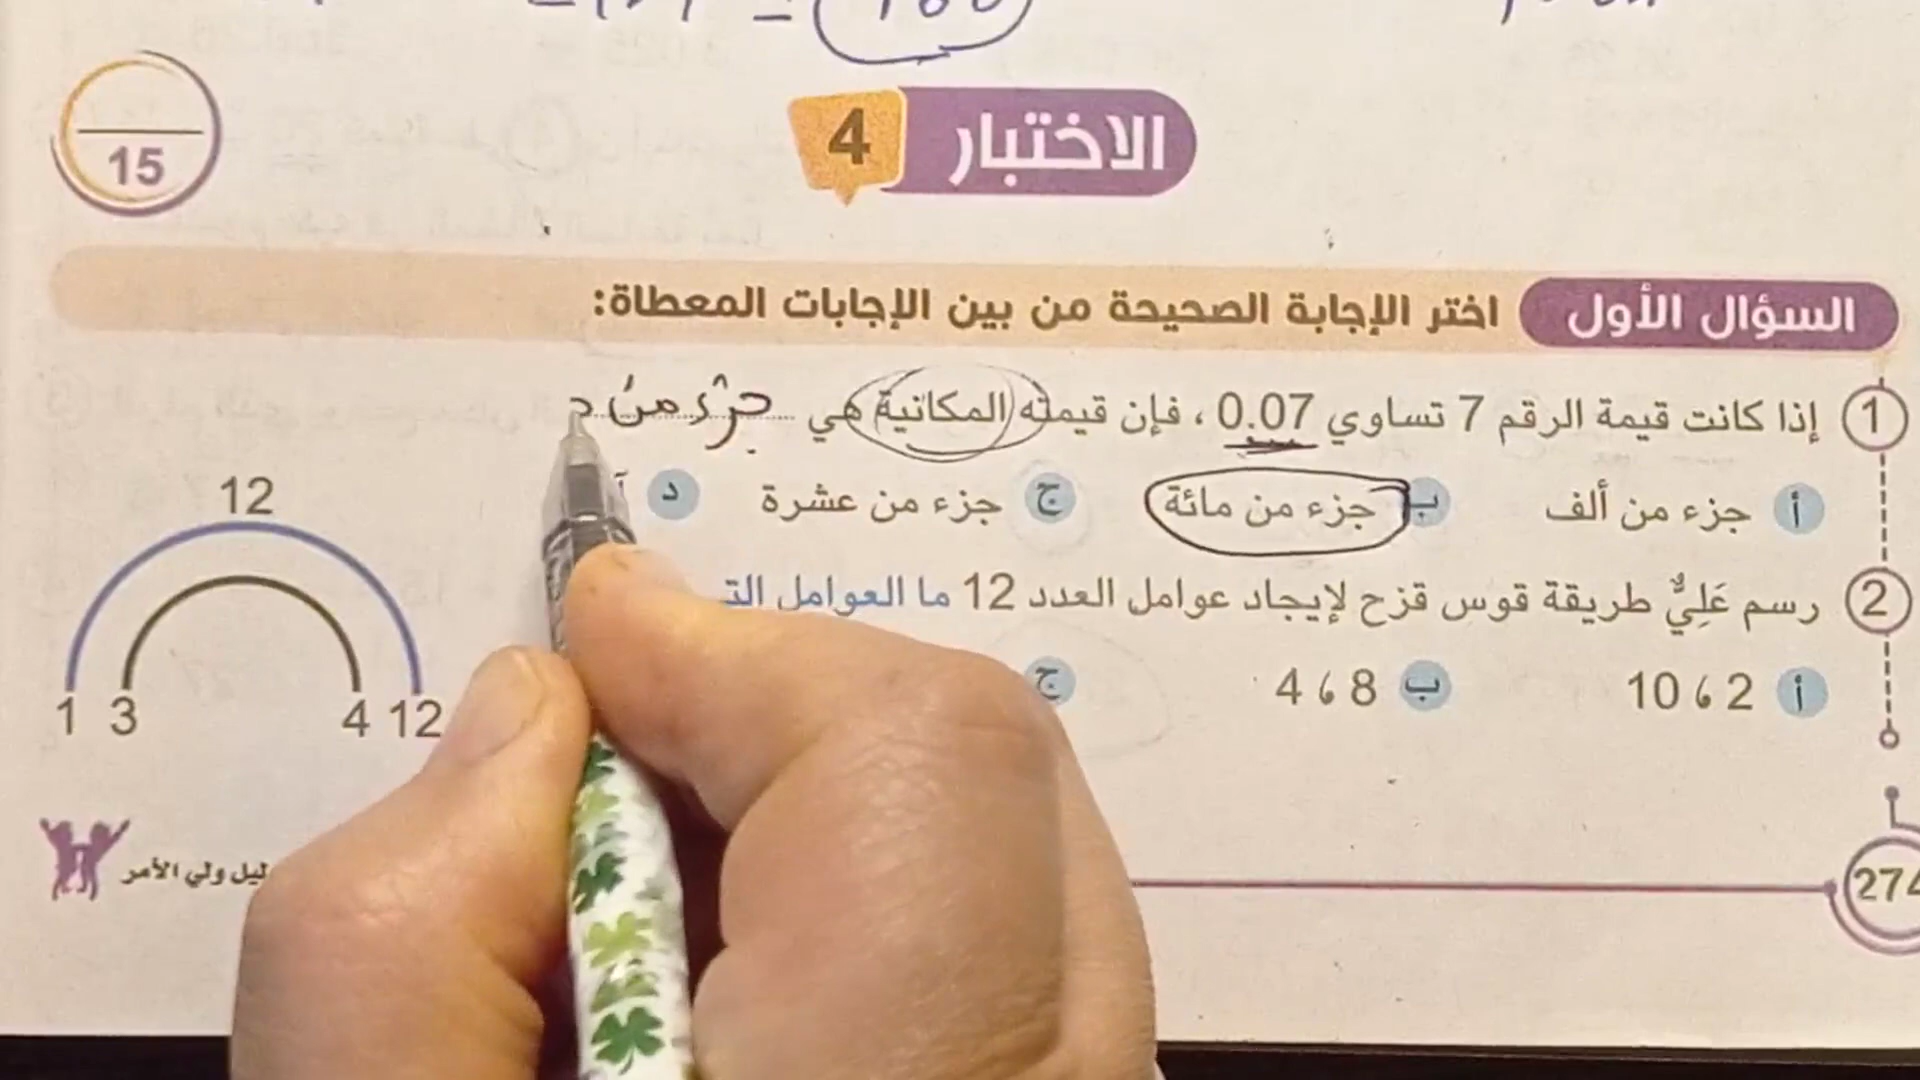 الاختبار 4
15
السؤال الأول اختر الإجابة الصحيحة من بين الإجابات المعطاة:
1 إذا كانت قيمة الرقم 7 تساوي 0.07 ، فإن قيمته المكانية هي جزء من
أ جزء من ألف ب جزء من مائة ج جزء من عشرة د
2 رسم عَلِيٌّ طريقة قوس قزح لإيجاد عوامل العدد 12 ما العوامل
أ 2 ، 10 ب 8 ، 4 ج
12
1 3 4 12
ولي الأمر
274